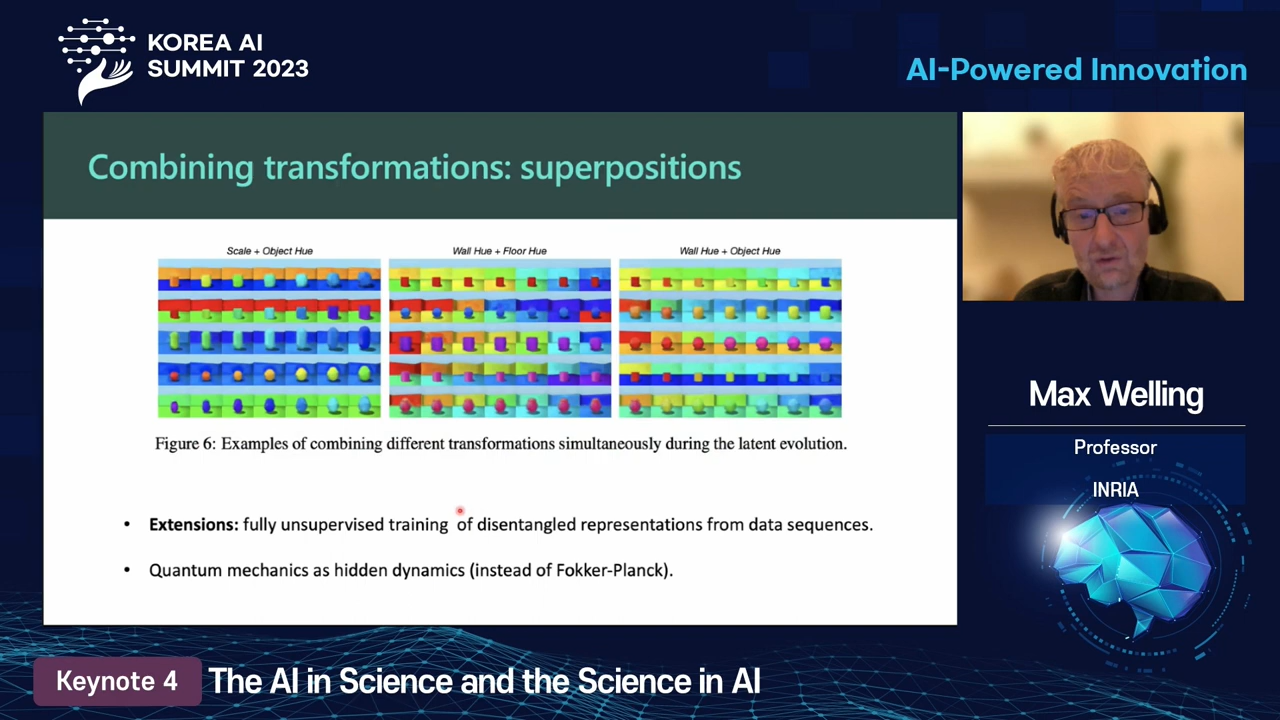 KOREA AI
SUMMIT 2023
AI-Powered Innovation
Combining transformations: superpositions
Scale + Object Hue
Wall Hue + Floor Hue
Wall Hue + Object Hue
Figure 6: Examples of combining different transformations simultaneously during the latent evolution.
• Extensions: fully unsupervised training of disentangled representations from data sequences.
• Quantum mechanics as hidden dynamics (instead of Fokker-Planck).
Max Welling
Professor
INRIA
Keynote 4
The AI in Science and the Science in AI